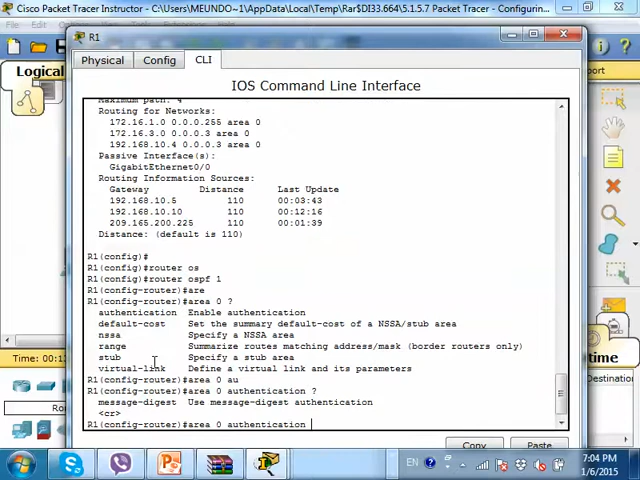 Cisco Packet Tracer Instructor - C:\Users\MEUNDO~1\AppData\Local\Temp\Rar$DI33.664\5.1.5.7 Packet Tracer - Configurin...
R1
Physical Config CLI
Logical
port
IOS Command Line Interface
Maximum path: 4
Routing for Networks:
172.16.1.0 0.0.0.255 area 0
172.16.3.0 0.0.0.3 area 0
192.168.10.4 0.0.0.3 area 0
Passive Interface(s):
GigabitEthernet0/0
Routing Information Sources:
Gateway Distance Last Update
192.168.10.5 110 00:03:43
192.168.10.10 110 00:12:16
209.165.200.225 110 00:01:39
Distance: (default is 110)
R1(config)#
R1(config)#router os
R1(config)#router ospf 1
R1(config-router)#are
R1(config-router)#area 0 ?
authentication Enable authentication
default-cost Set the summary default-cost of a NSSA/stub area
nssa Specify a NSSA area
range Summarize routes matching address/mask (border routers only)
stub Specify a stub area
virtual-link Define a virtual link and its parameters
R1(config-router)#area 0 au
R1(config-router)#area 0 authentication ?
message-digest Use message-digest authentication
<cr>
R1(config-router)#area 0 authentication
Time: 00:1
Destination
Ro
Copy Paste
EN
7:04 PM
1/6/2015